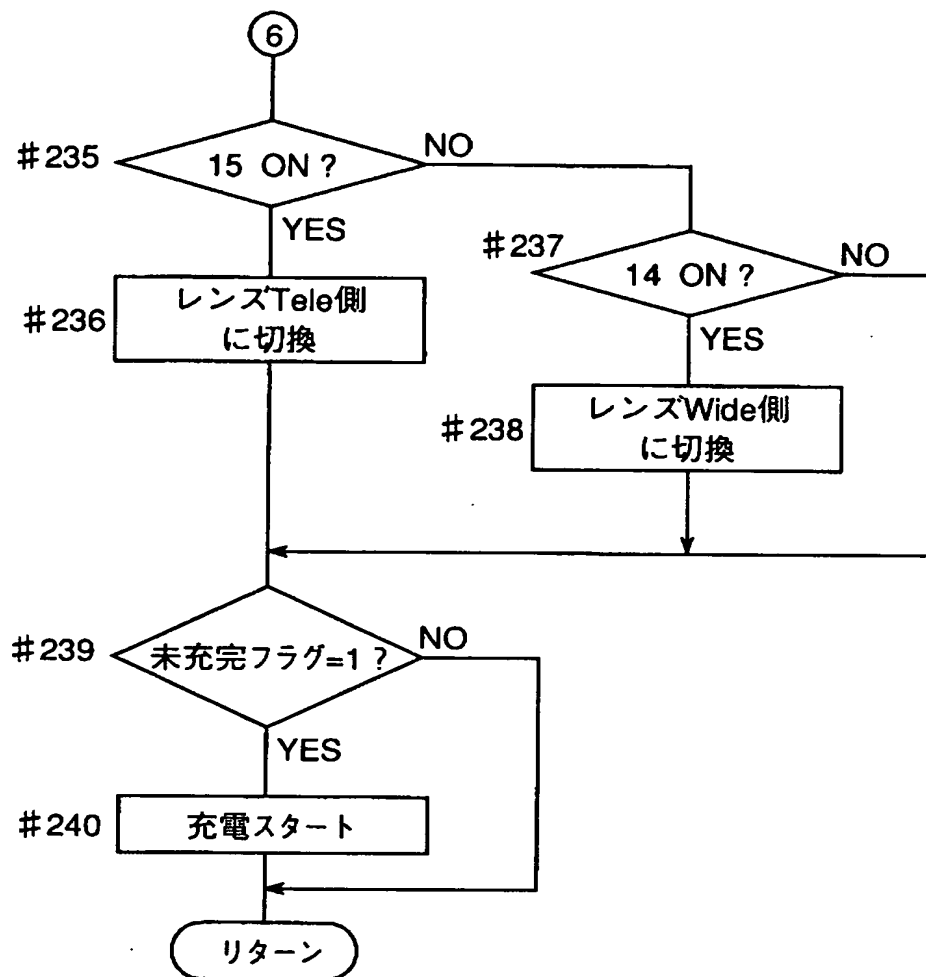 6
#235
15 ON ?
NO
YES
#237
14 ON ?
NO
YES
#236
レンズTele側
に切換
#238
レンズWide側
に切換
#239
未充完フラグ=1 ?
NO
YES
#240
充電スタート
リターン